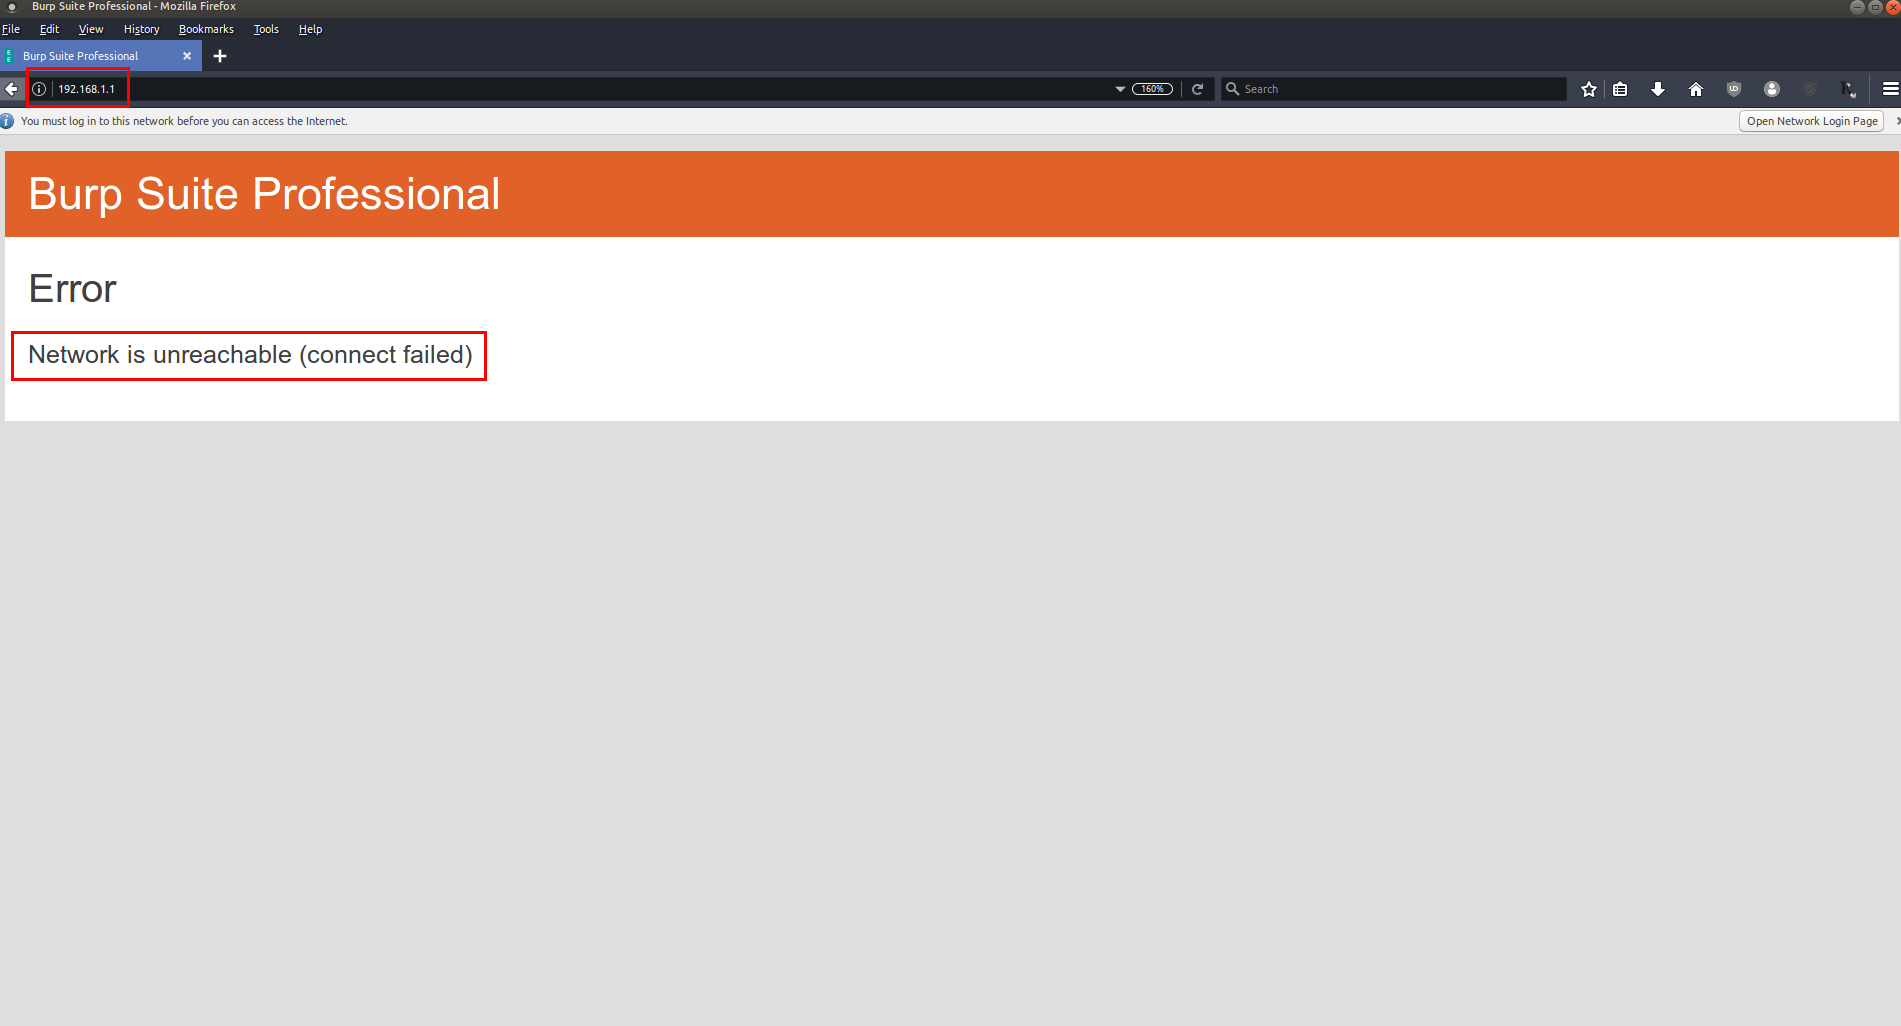 Burp Suite Professional - Mozilla Firefox
File Edit View History Bookmarks Tools Help
Burp Suite Professional
192.168.1.1 160% Search
You must log in to this network before you can access the Internet. Open Network Login Page
Burp Suite Professional
Error
Network is unreachable (connect failed)